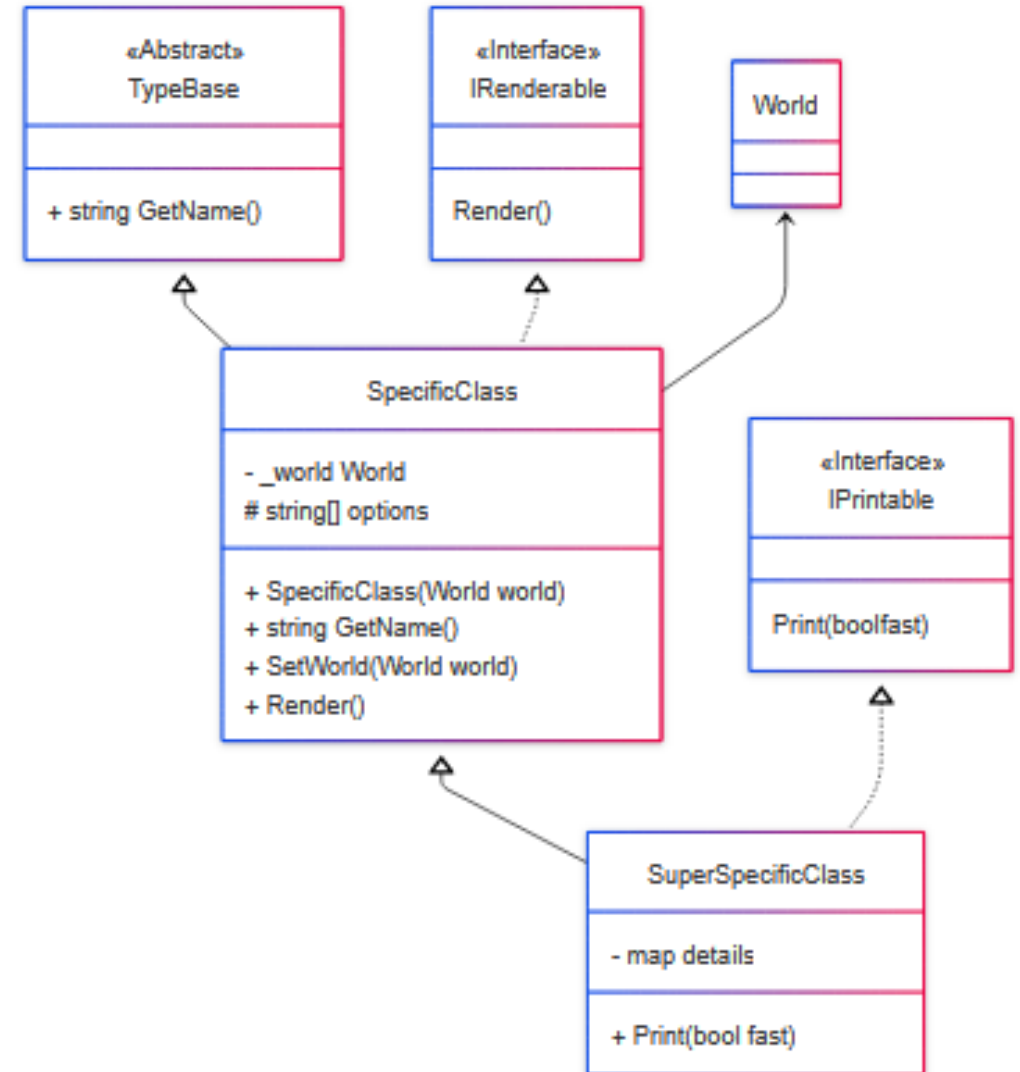 «Abstract»
TypeBase
+ string GetName()
«Interface»
IRenderable
Render()
World
SpecificClass
- _world World
# string[] options
+ SpecificClass(World world)
+ string GetName()
+ SetWorld(World world)
+ Render()
«Interface»
IPrintable
Print(boolfast)
SuperSpecificClass
- map details
+ Print(bool fast)